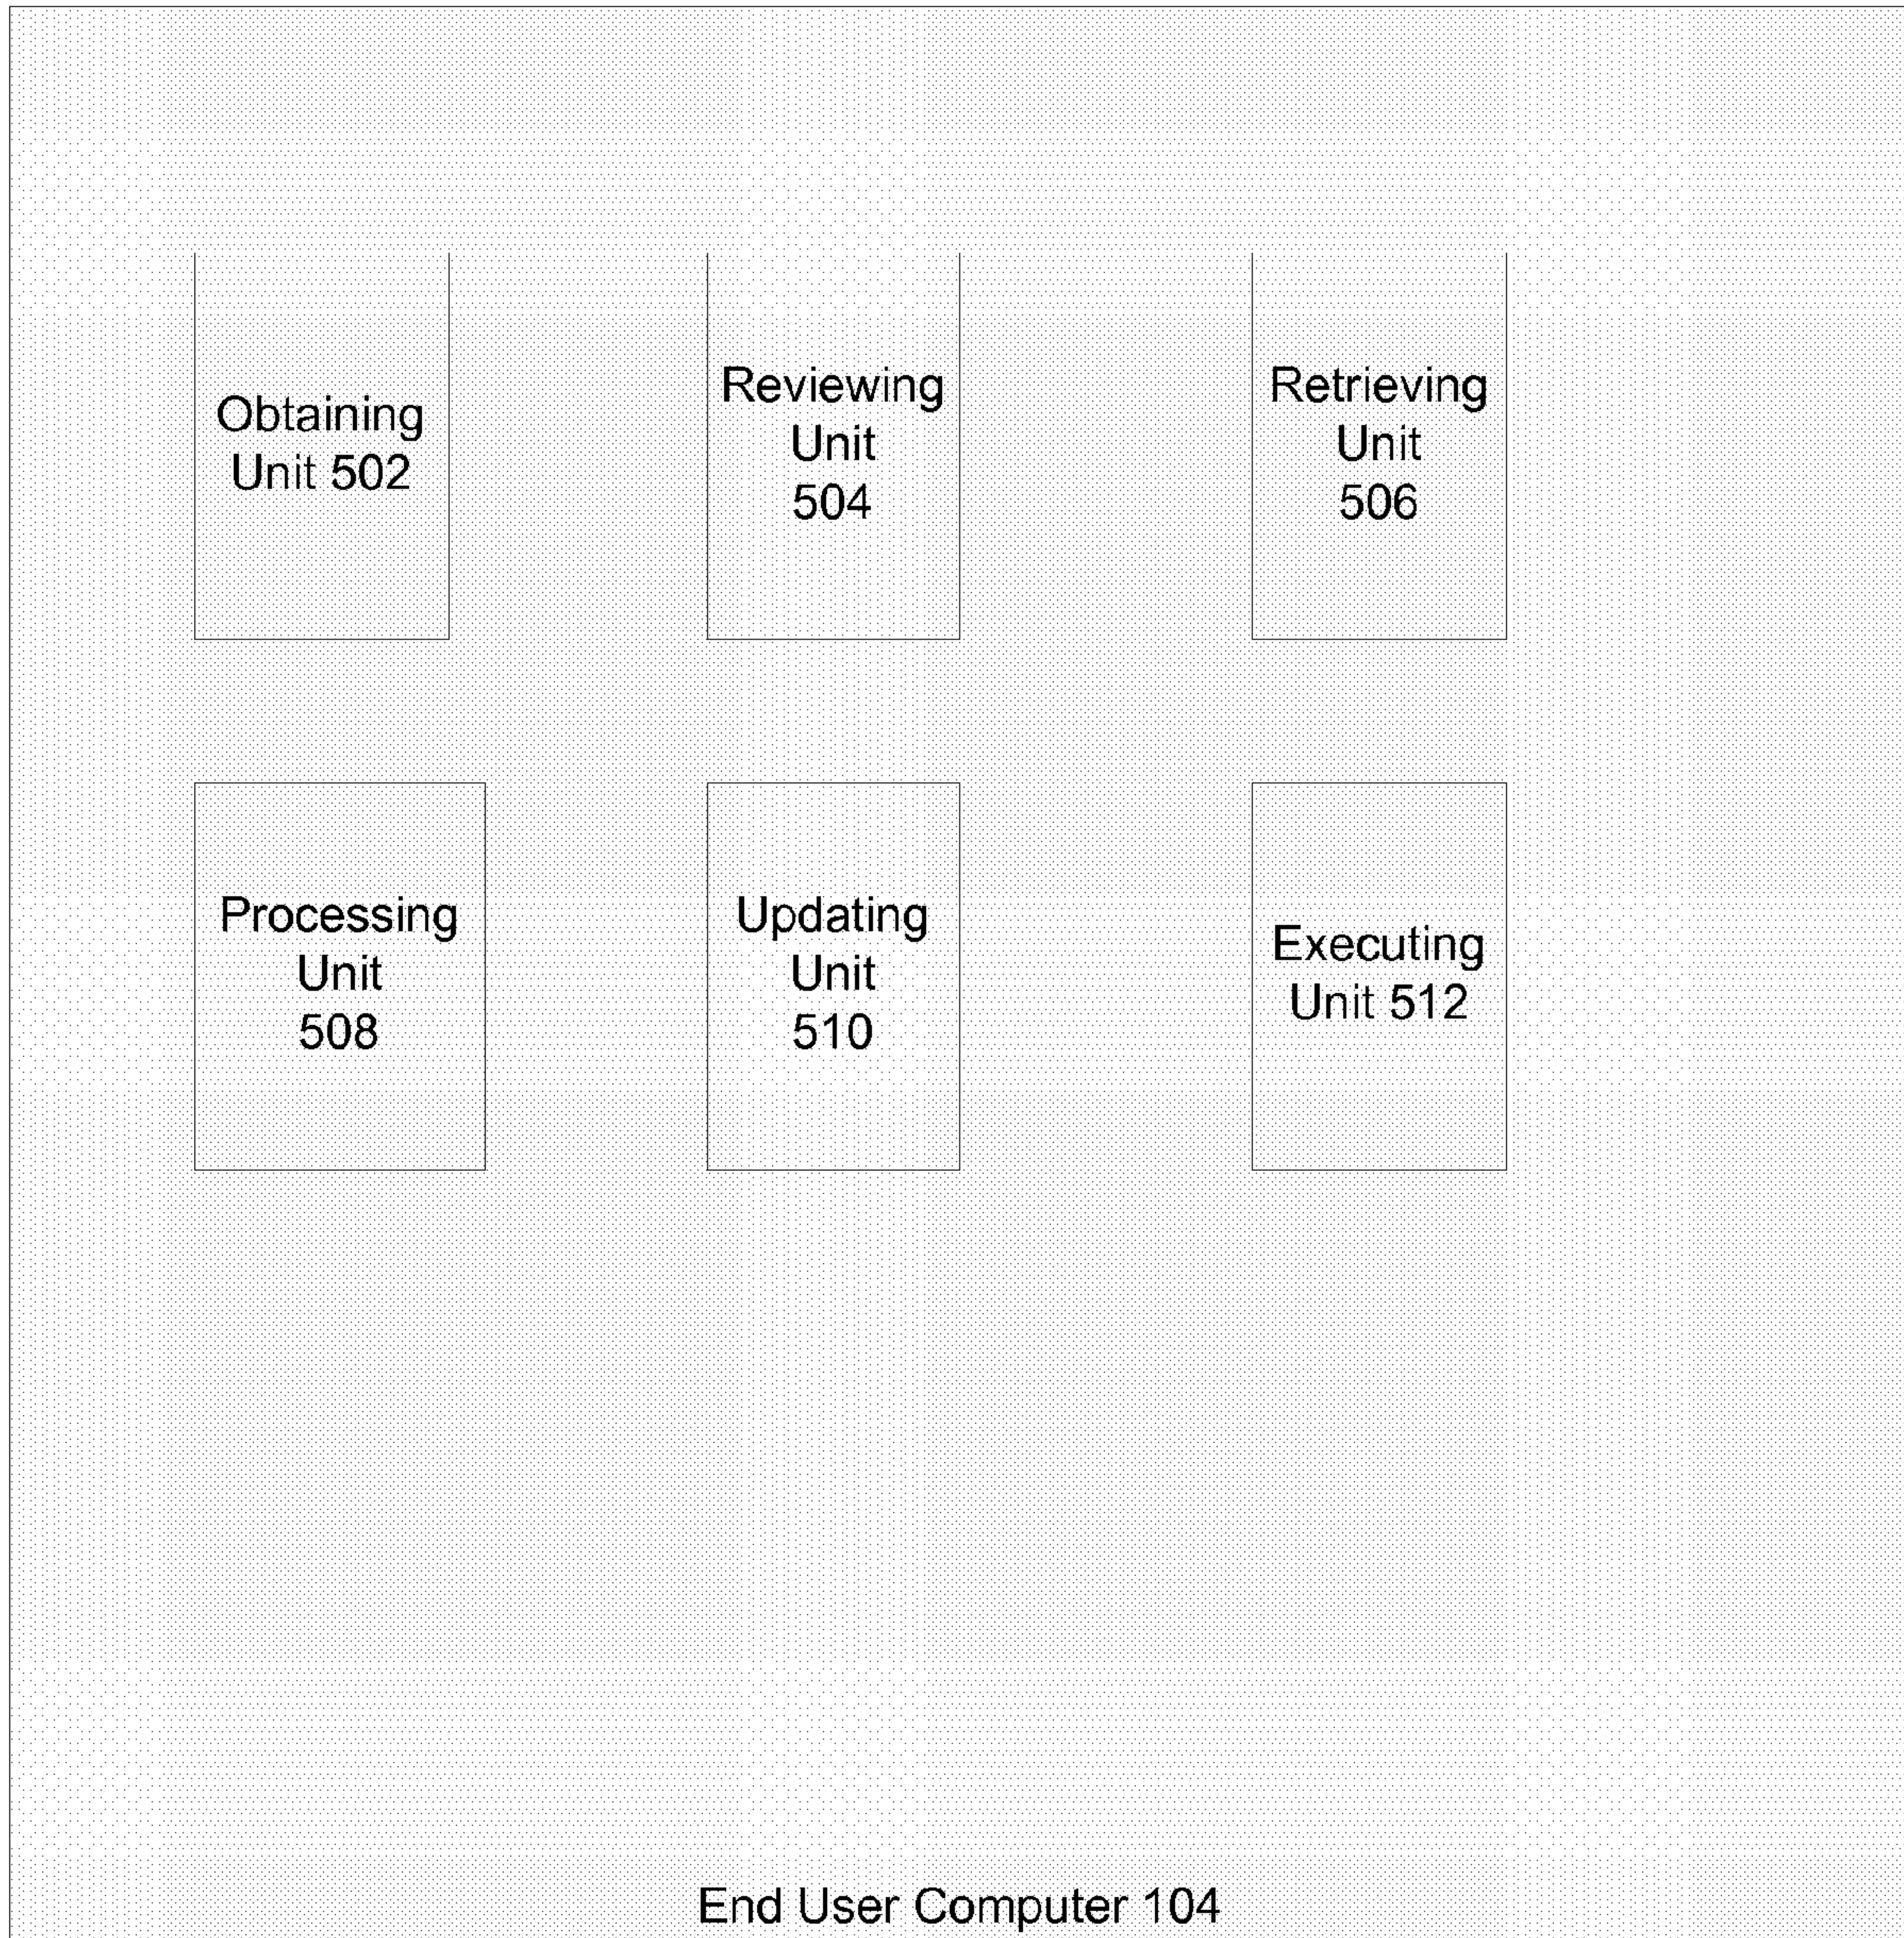 Obtaining
Unit 502
Reviewing
Unit
504
Retrieving
Unit
506
Processing
Unit
508
Updating
Unit
510
Executing
Unit 512
End User Computer 104